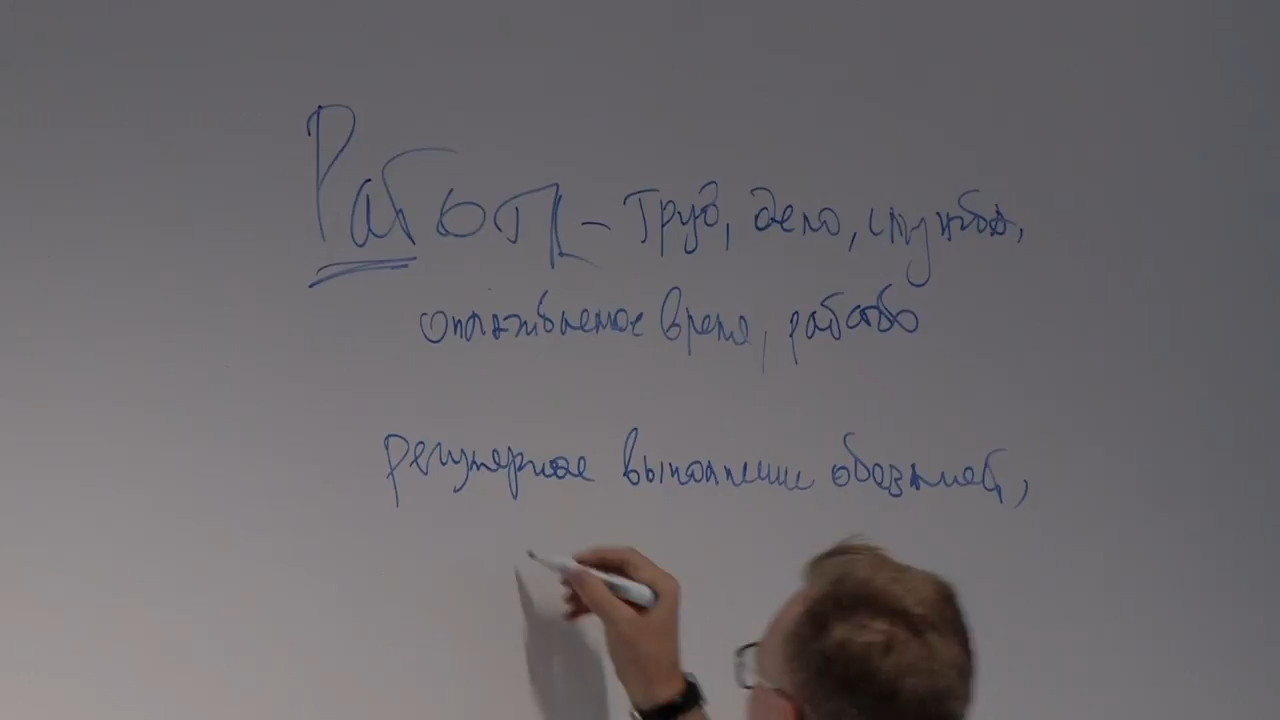 Работа – труд, дело, служба,
оплачиваемое время, рабство
регулярное выполнение обязанностей,